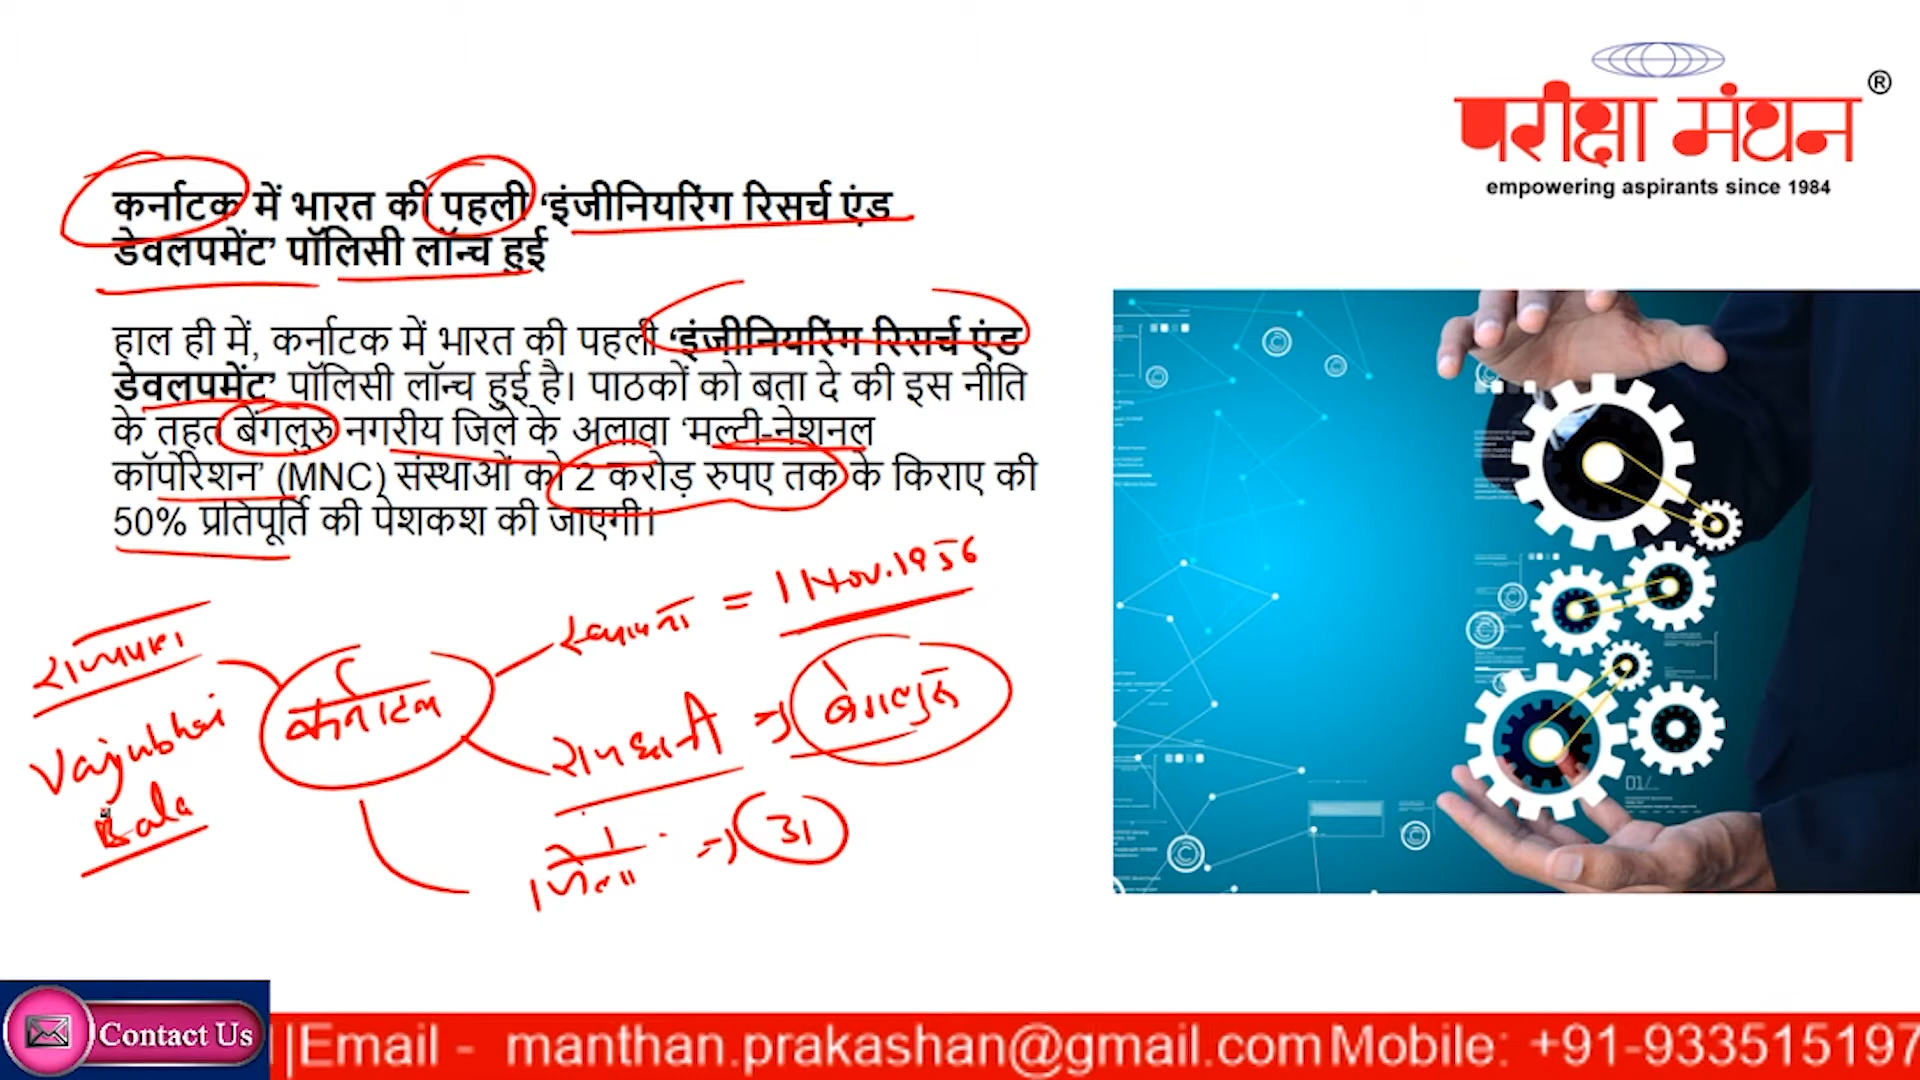 परीक्षा मंथन ®
empowering aspirants since 1984
कर्नाटक में भारत की पहली ‘इंजीनियरिंग रिसर्च एंड
डेवलपमेंट’ पॉलिसी लॉन्च हुई
हाल ही में, कर्नाटक में भारत की पहली ‘इंजीनियरिंग रिसर्च एंड
डेवलपमेंट’ पॉलिसी लॉन्च हुई है। पाठकों को बता दे की इस नीति
के तहत बेंगलुरु नगरीय जिले के अलावा ‘मल्टी-नेशनल
कॉर्पोरेशन’ (MNC) संस्थाओं को 2 करोड़ रुपए तक के किराए की
50% प्रतिपूर्ति की पेशकश की जाएगी।
स्थापना = 1 Nov. 1956
राज्यपाल
कर्नाटक
राजधानी ⇒ बेंगलुरु
Vajubhai
Bala
जिला ⇒ 31
Contact Us
|Email - manthan.prakashan@gmail.com Mobile: +91-933515197